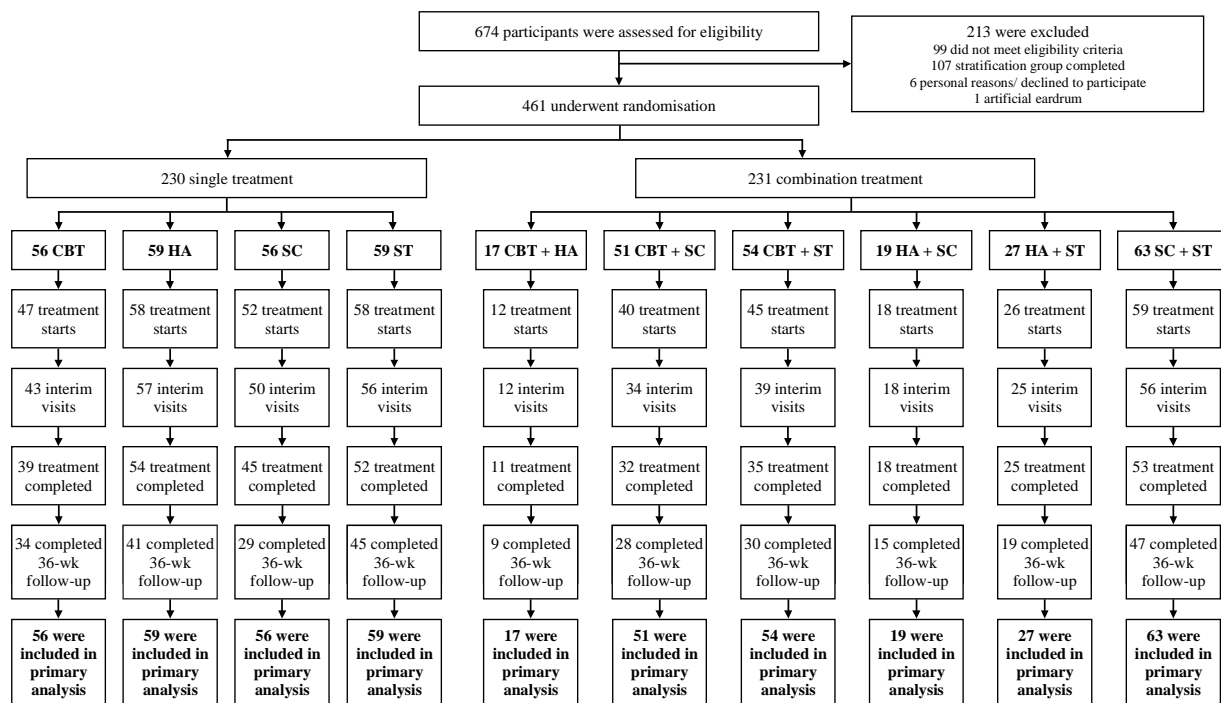 674 participants were assessed for eligibility
213 were excluded
99 did not meet eligibility criteria
107 stratification group completed
6 personal reasons/ declined to participate
1 artificial eardrum
461 underwent randomisation
230 single treatment
231 combination treatment
56 CBT
59 HA
56 SC
59 ST
17 CBT + HA
51 CBT + SC
54 CBT + ST
19 HA + SC
27 HA + ST
63 SC + ST
47 treatment
starts
58 treatment
starts
52 treatment
starts
58 treatment
starts
12 treatment
starts
40 treatment
starts
45 treatment
starts
18 treatment
starts
26 treatment
starts
59 treatment
starts
43 interim
visits
57 interim
visits
50 interim
visits
56 interim
visits
12 interim
visits
34 interim
visits
39 interim
visits
18 interim
visits
25 interim
visits
56 interim
visits
39 treatment
completed
54 treatment
completed
45 treatment
completed
52 treatment
completed
11 treatment
completed
32 treatment
completed
35 treatment
completed
18 treatment
completed
25 treatment
completed
53 treatment
completed
34 completed
36-wk
follow-up
41 completed
36-wk
follow-up
29 completed
36-wk
follow-up
45 completed
36-wk
follow-up
9 completed
36-wk
follow-up
28 completed
36-wk
follow-up
30 completed
36-wk
follow-up
15 completed
36-wk
follow-up
19 completed
36-wk
follow-up
47 completed
36-wk
follow-up
56 were
included in
primary
analysis
59 were
included in
primary
analysis
56 were
included in
primary
analysis
59 were
included in
primary
analysis
17 were
included in
primary
analysis
51 were
included in
primary
analysis
54 were
included in
primary
analysis
19 were
included in
primary
analysis
27 were
included in
primary
analysis
63 were
included in
primary
analysis